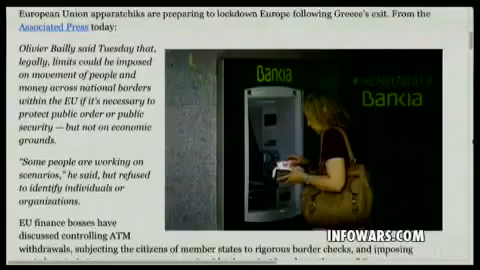 European Union apparatchiks are preparing to lockdown Europe following Greece's exit. From the
Associated Press today:
Olivier Bailly said Tuesday that,
legally, limits could be imposed
on movement of people and
money across national borders
within the EU if it's necessary to
protect public order or public
security — but not on economic
grounds.
"Some people are working on
scenarios," he said, but refused
to identify individuals or
organizations.
EU finance bosses have
discussed controlling ATM
withdrawals, subjecting the citizens of member states to rigorous border checks, and imposing
Bankia
BIENVENID
Bankia
INFOWARS.COM